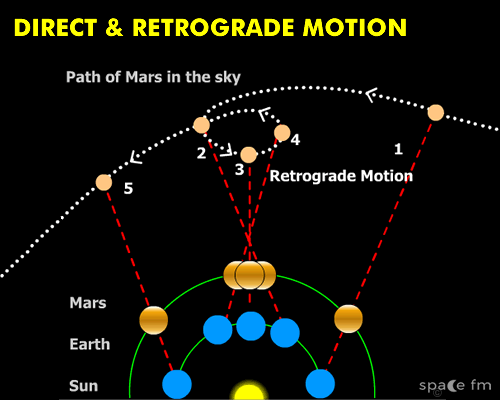 DIRECT & RETROGRADE MOTION
Path of Mars in the sky
1
2
4
3
Retrograde Motion
5
Mars
Earth
Sun
space fm